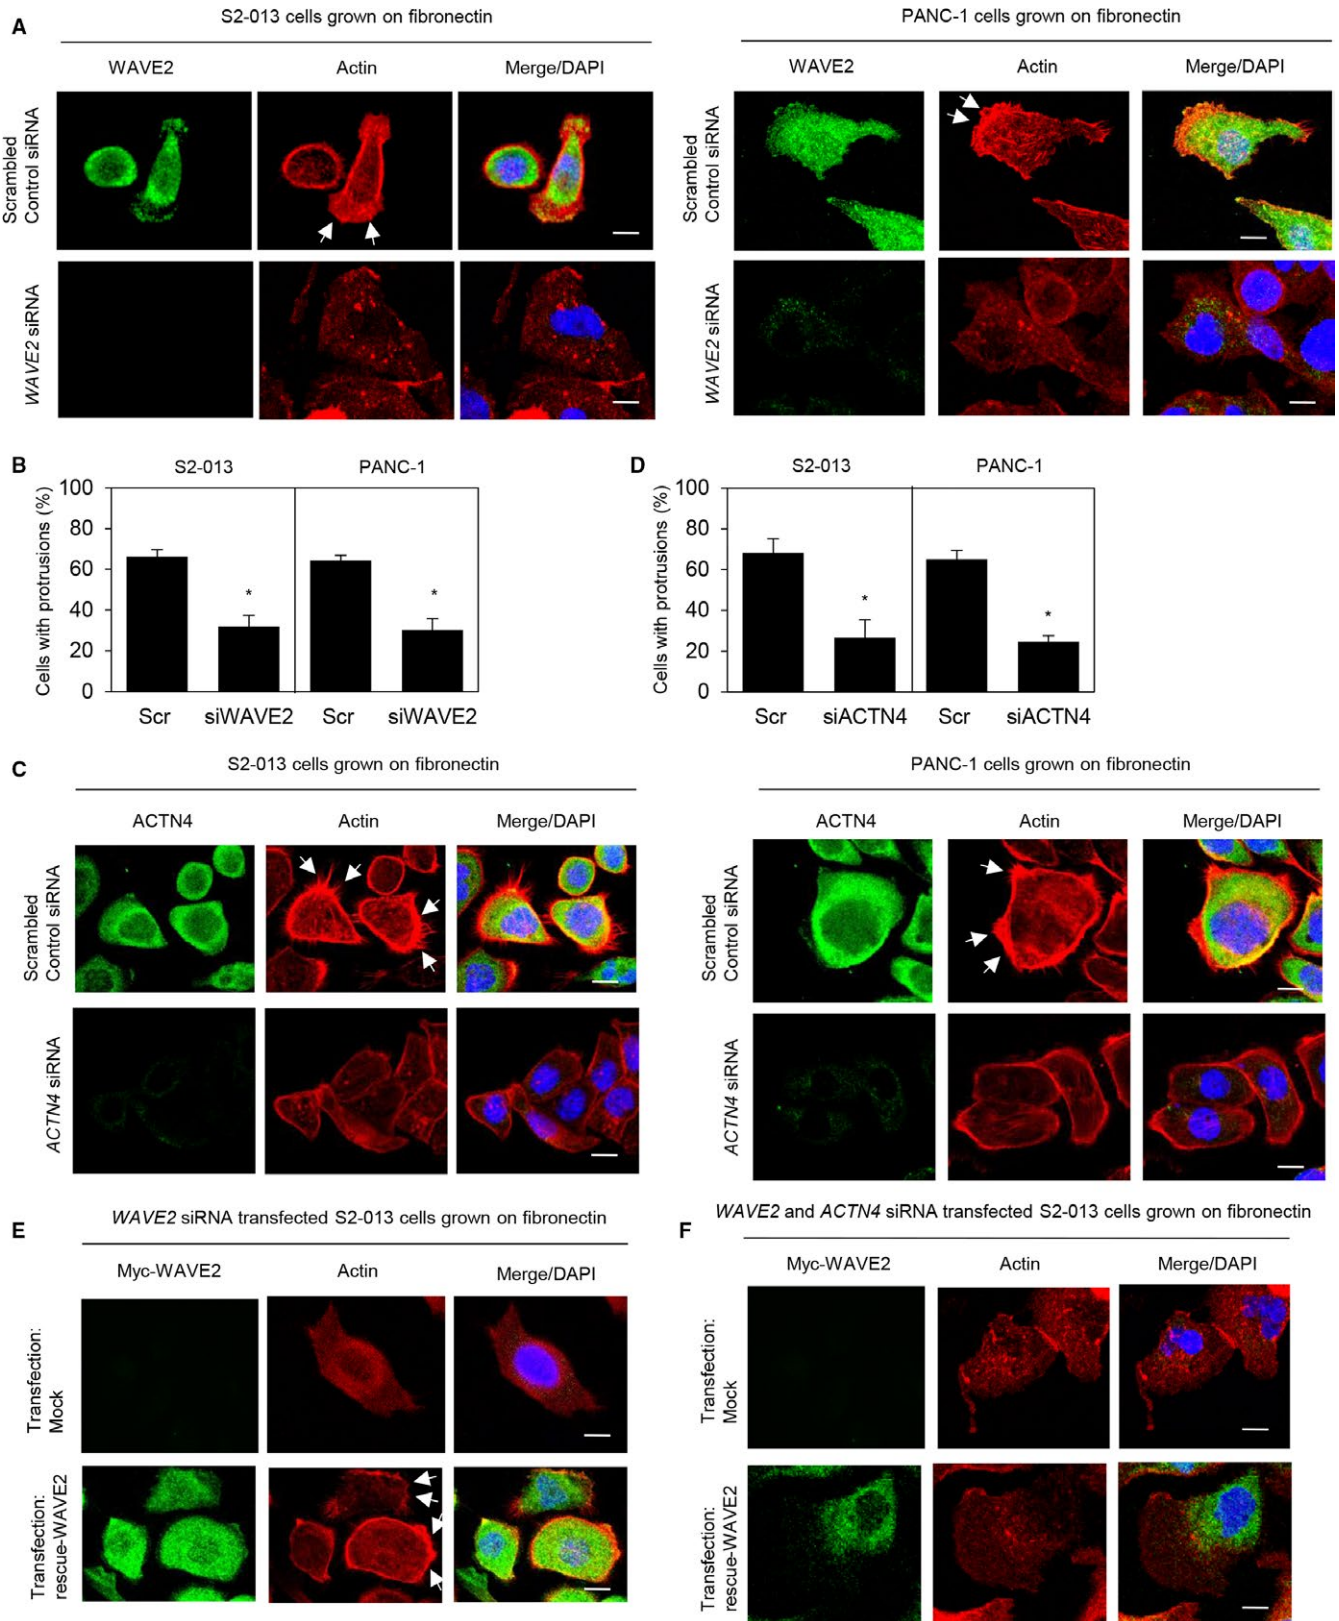 A
S2-013 cells grown on fibronectin
PANC-1 cells grown on fibronectin
WAVE2
Actin
Merge/DAPI
WAVE2
Actin
Merge/DAPI
Scrambled
Control siRNA
Scrambled
Control siRNA
WAVE2 siRNA
WAVE2 siRNA
B
S2-013
PANC-1
Cells with protrusions (%)
100
80
60
40
20
0
*
*
Scr
siWAVE2
Scr
siWAVE2
D
S2-013
PANC-1
Cells with protrusions (%)
100
80
60
40
20
0
*
*
Scr
siACTN4
Scr
siACTN4
C
S2-013 cells grown on fibronectin
PANC-1 cells grown on fibronectin
ACTN4
Actin
Merge/DAPI
ACTN4
Actin
Merge/DAPI
Scrambled
Control siRNA
Scrambled
Control siRNA
ACTN4 siRNA
ACTN4 siRNA
E
WAVE2 siRNA transfected S2-013 cells grown on fibronectin
Myc-WAVE2
Actin
Merge/DAPI
Transfection:
Mock
Transfection:
rescue-WAVE2
F
WAVE2 and ACTN4 siRNA transfected S2-013 cells grown on fibronectin
Myc-WAVE2
Actin
Merge/DAPI
Transfection:
Mock
Transfection:
rescue-WAVE2